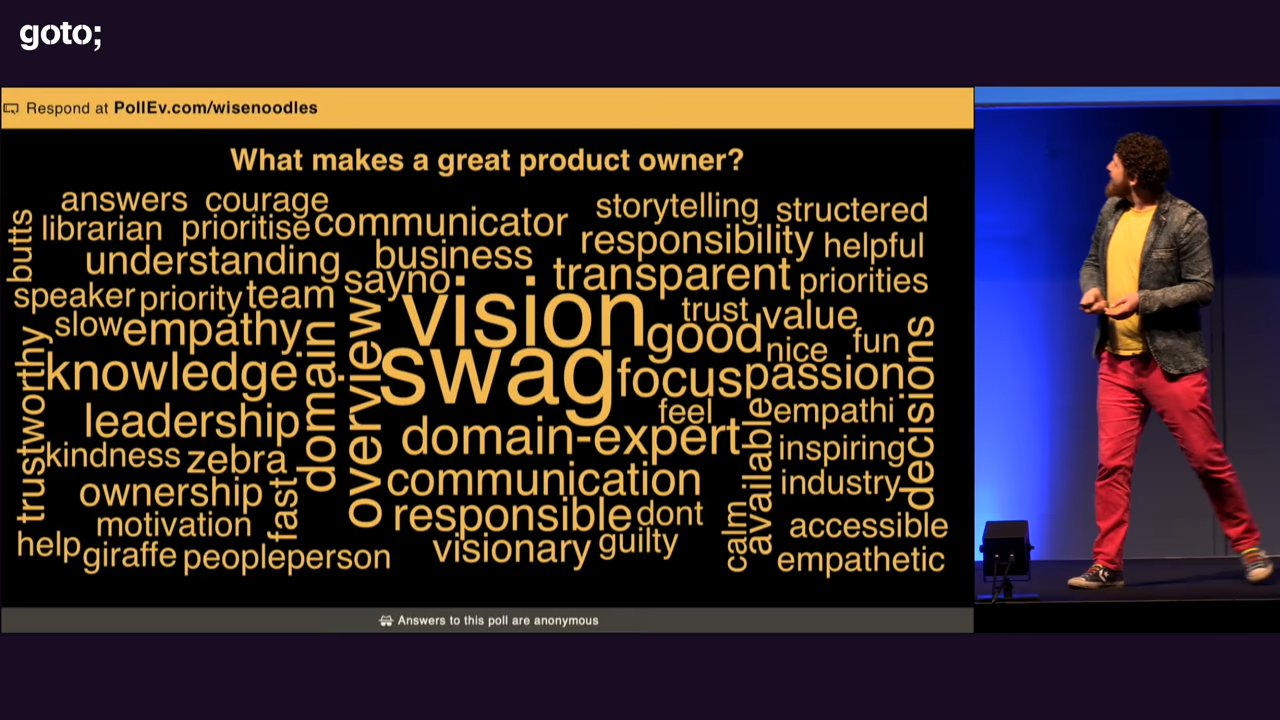 goto;
Respond at PollEv.com/wisenoodles
What makes a great product owner?
answers courage
storytelling structered
butts
librarian prioritise communicator
responsibility helpful
understanding business
sayno transparent priorities
speaker priority team
vision
trust value
slow empathy
good nice fun
trustworthy
knowledge
domain
overview
swag
focus passion
decisions
leadership
feel empathi
domain-expert
available
inspiring
kindness zebra
communication
industry
ownership
fast
responsible dont
calm
motivation
accessible
help giraffe peopleperson
visionary guilty
empathetic
Answers to this poll are anonymous